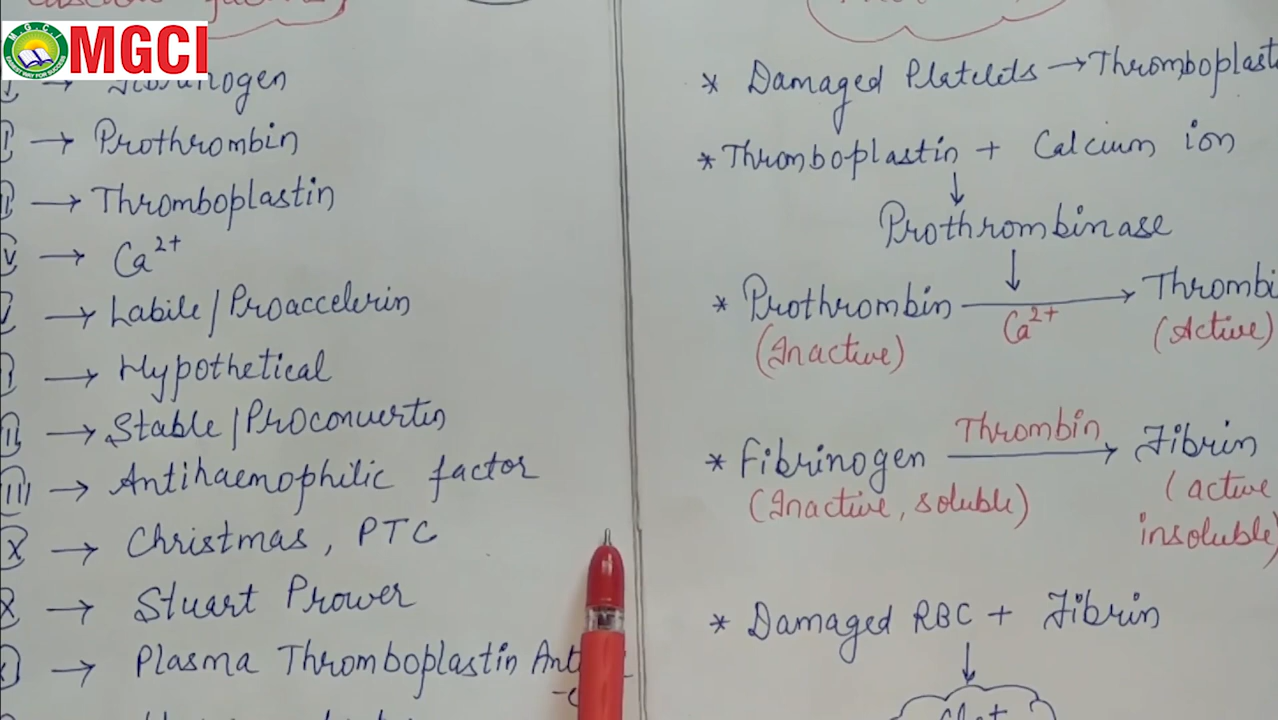 MGCI
→ Fibrinogen
→ Prothrombin
→ Thromboplastin
→ Ca2+
→ Labile/Proaccelerin
→ Hypothetical
→ Stable/Proconvertin
→ Antihaemophilic factor
→ Christmas, PTC
→ Stuart Prower
→ Plasma Thromboplastin
* Damaged Platelets → Thromboplast
* Thromboplastin + Calcium ion
↓
Prothrombinase
↓
* Prothrombin → Thrombi
Ca2+
(Inactive) (Active)
Thrombin
* Fibrinogen → Fibrin
(Inactive, soluble) (active
insoluble)
* Damaged RBC + Fibrin
↓
Clot